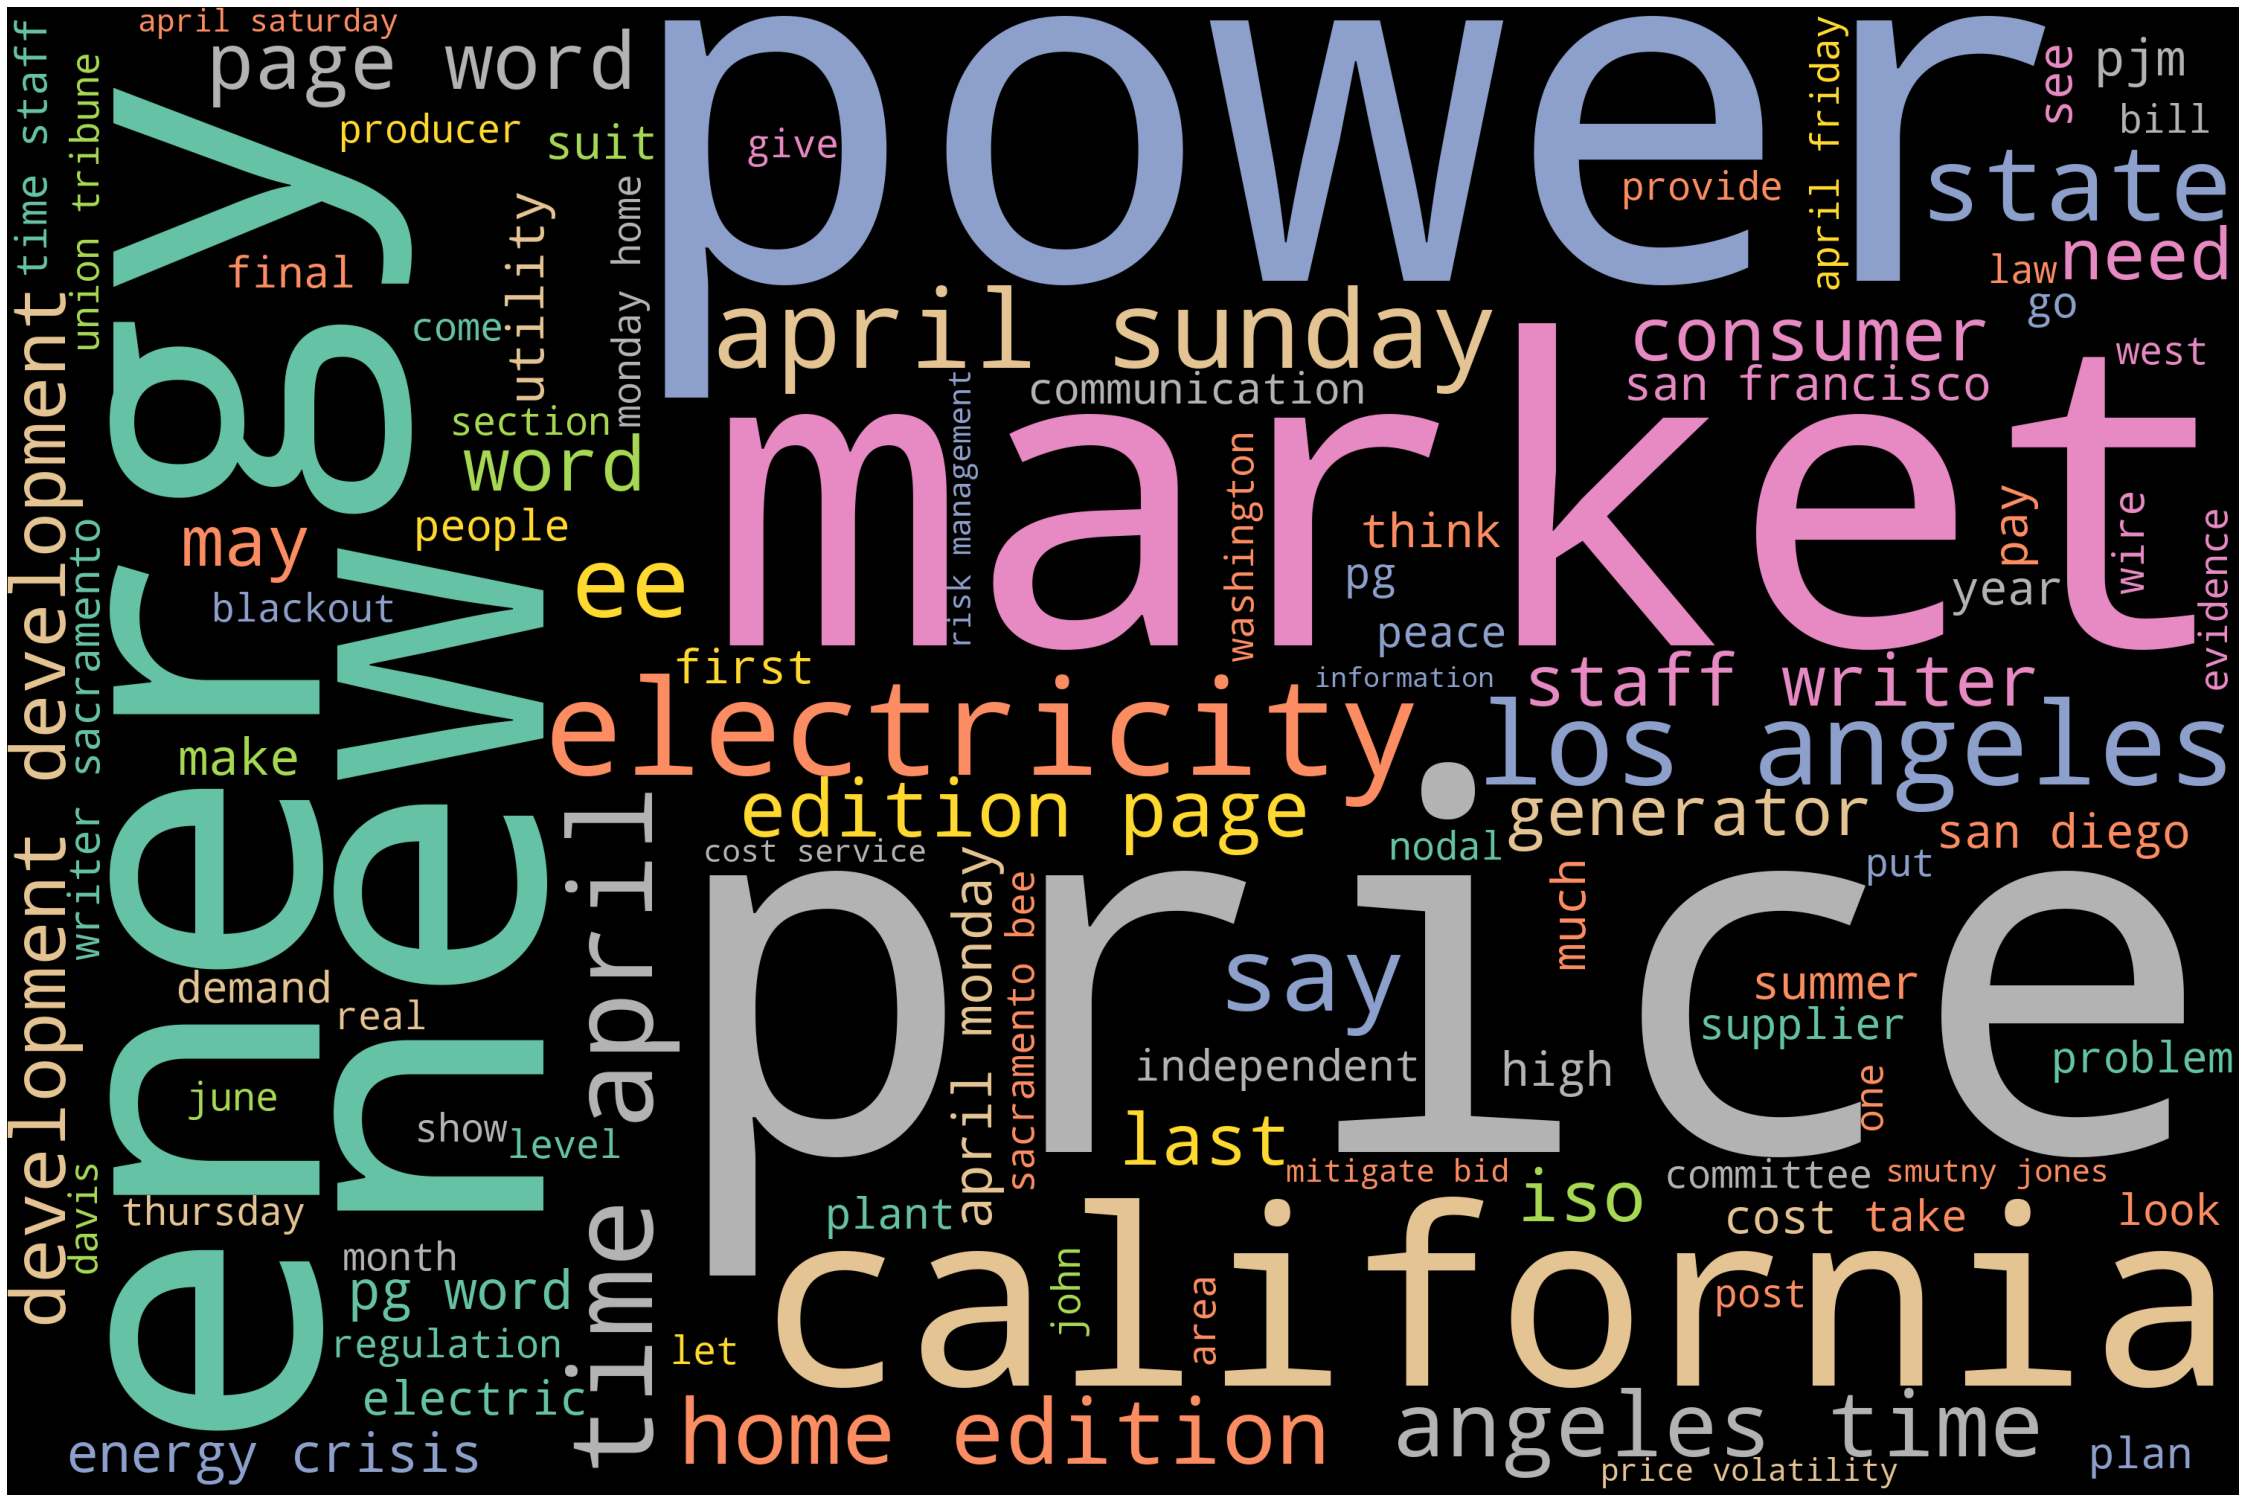 april saturday
page word
power
see
pjm
bill
time staff
union tribune
producer
suit
give
provide
april friday
state
energy
final
utility
monday home
law
need
go
development development
come
april sunday
consumer
san francisco
west
communication
section
word
risk management
market
may
people
washington
think
pay
wire
evidence
writer sacramento
blackout
new
ee
pg
year
peace
first
information
staff writer
make
electricity
los angeles
edition page
generator
san diego
cost service
nodal
put
time april
april monday
sacramento bee
price
much
say
demand
real
summer
supplier
independent
high
one
problem
june
show
level
last
mitigate bid
committee
smutny jones
davis
thursday
plant
iso
cost
take
look
month
california
john
area
pg word
post
regulation
let
electric
home edition
angeles time
energy crisis
price volatility
plan